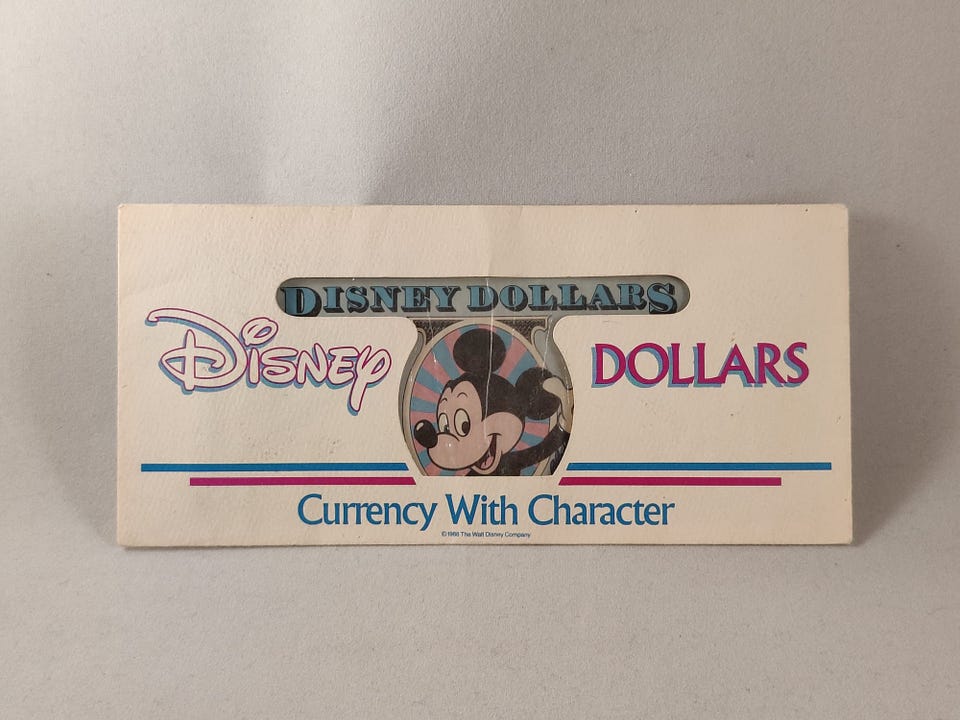 DISNEY DOLLARS
Disney DOLLARS
Currency With Character
©1988 The Walt Disney Company